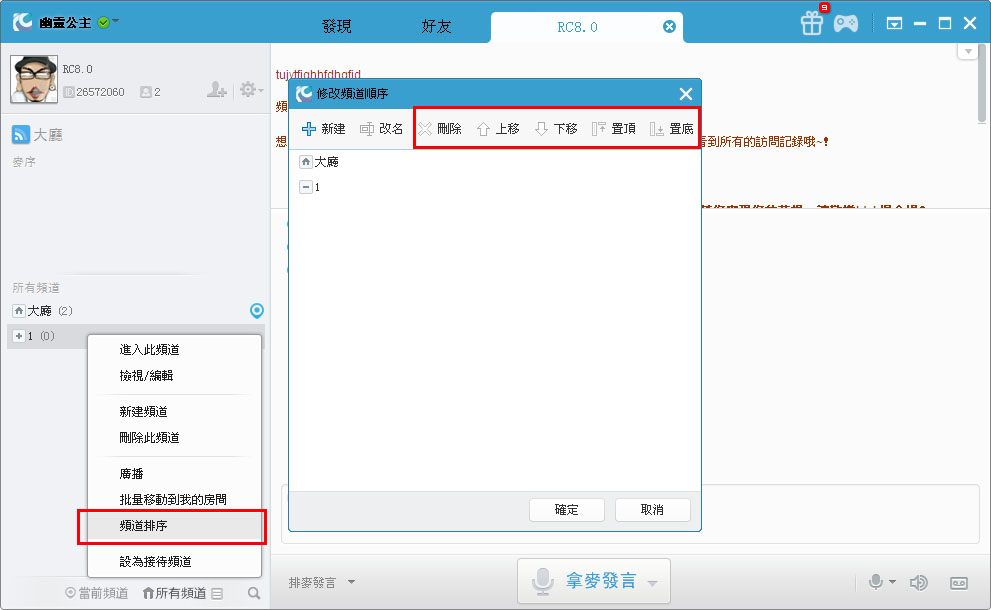 幽靈公主
發現
好友
RC8.0
9
RC8.0
26572060
2
大廳
麥序
所有頻道
大廳 (2)
1 (0)
進入此頻道
檢視/編輯
新建頻道
刪除此頻道
廣播
批量移動到我的房間
頻道排序
設為接待頻道
當前頻道
所有頻道
頻
想
看到所有的訪問記錄哦~!
修改頻道順序
新建
改名
刪除
上移
下移
置頂
置底
大廳
1
確定
取消
排麥發言
拿麥發言